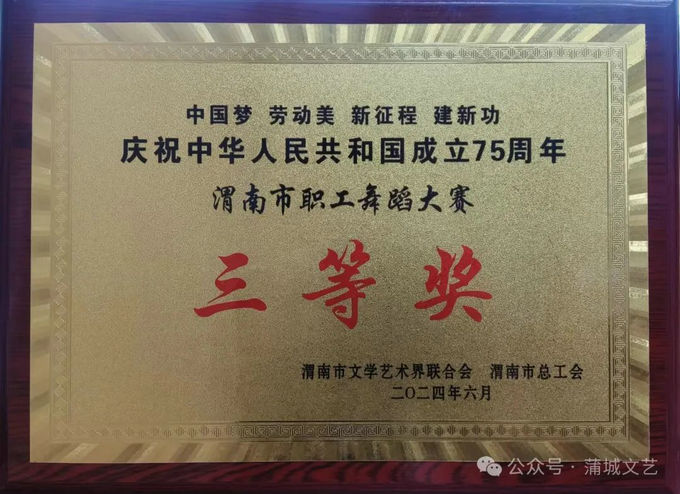 中国梦 劳动美 新征程 建新功
庆祝中华人民共和国成立75周年
渭南市职工舞蹈大赛
三等奖
渭南市文学艺术界联合会 渭南市总工会
二〇二四年六月
公众号·蒲城文艺